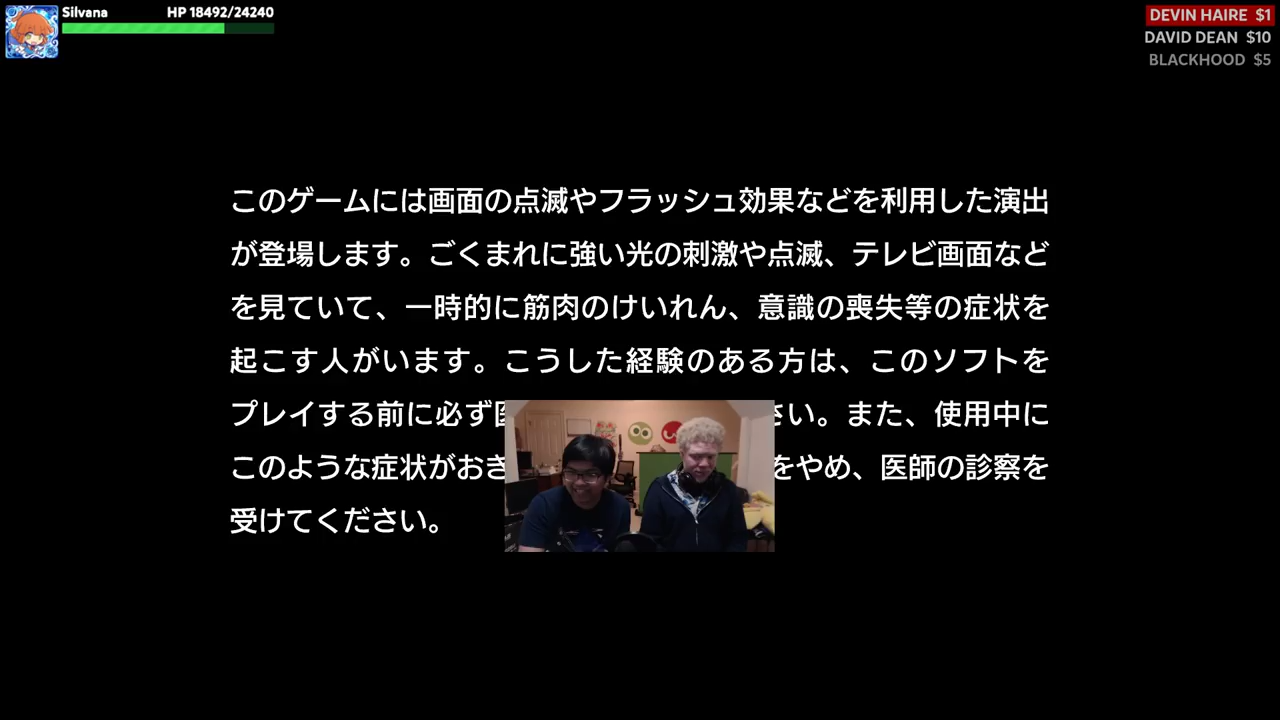 Silvana HP 18492/24240
DEVIN HAIRE $1
DAVID DEAN $10
BLACKHOOD $5
このゲームには画面の点滅やフラッシュ効果などを利用した演出
が登場します。ごくまれに強い光の刺激や点滅、テレビ画面など
を見ていて、一時的に筋肉のけいれん、意識の喪失等の症状を
起こす人がいます。こうした経験のある方は、このソフトを
プレイする前に必ず さい。また、使用中に
このような症状がおき をやめ、医師の診察を
受けてください。